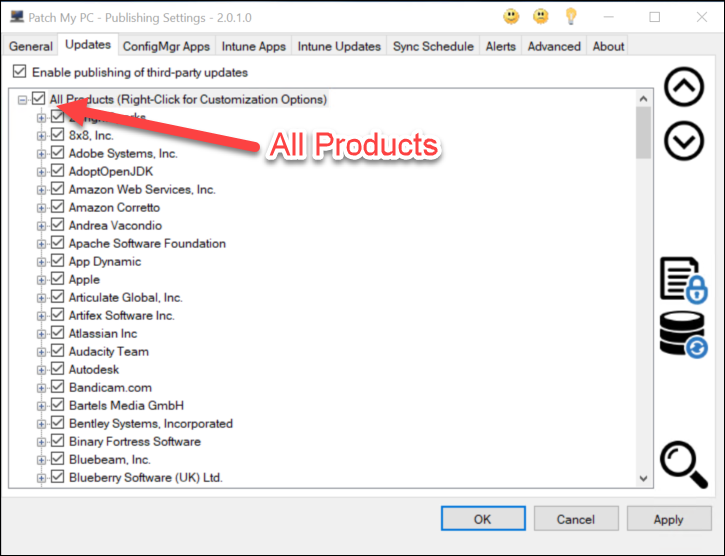 Patch My PC - Publishing Settings - 2.0.1.0
General Updates ConfigMgr Apps Intune Apps Intune Updates Sync Schedule Alerts Advanced About
Enable publishing of third-party updates
All Products (Right-Click for Customization Options)
8x8, Inc.
All Products
Adobe Systems, Inc.
AdoptOpenJDK
Amazon Web Services, Inc.
Amazon Corretto
Andrea Vacondio
Apache Software Foundation
App Dynamic
Apple
Articulate Global, Inc.
Artifex Software Inc.
Atlassian Inc
Audacity Team
Autodesk
Bandicam.com
Bartels Media GmbH
Bentley Systems, Incorporated
Binary Fortress Software
Bluebeam, Inc.
Blueberry Software (UK) Ltd.
OK Cancel Apply